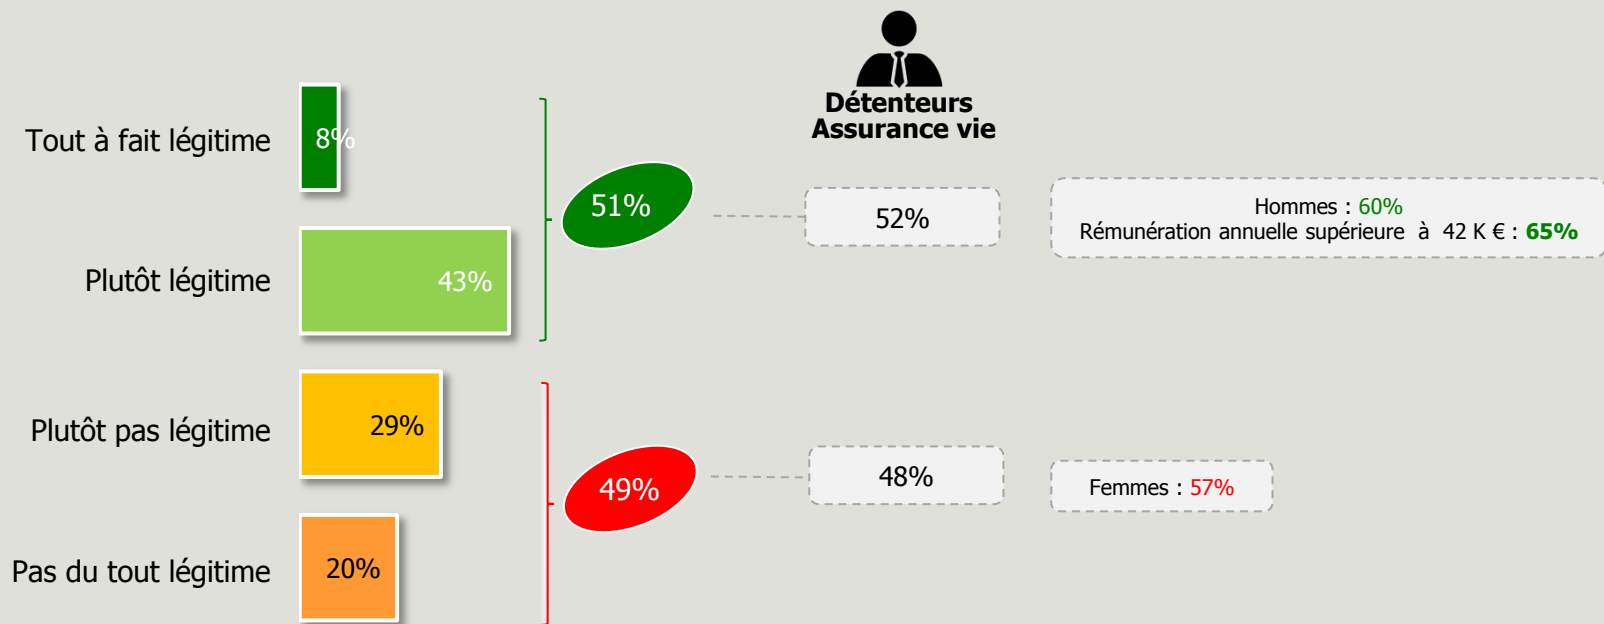 Détenteurs
Assurance vie
Tout à fait légitime
8%
51%
52%
Hommes : 60%
Rémunération annuelle supérieure à 42 K € : 65%
Plutôt légitime
43%
Plutôt pas légitime
29%
49%
48%
Femmes : 57%
Pas du tout légitime
20%